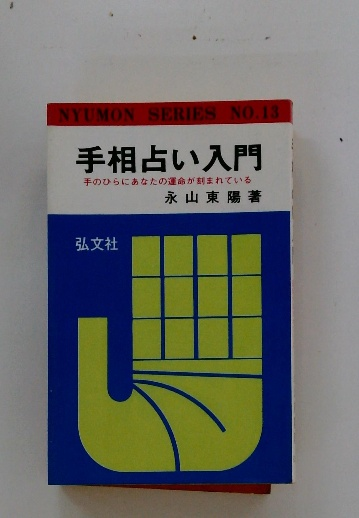 NYUMON SERIES NO.13
手相占い入門
手のひらにあなたの運命が刻まれている
永山東陽著
弘文社